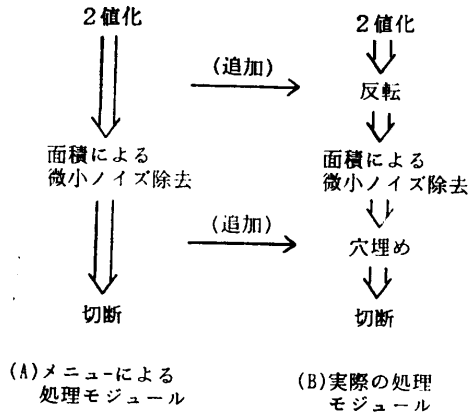 2値化
面積による
微小ノイズ除去
切断
(A)メニューによる
処理モジュール
(追加)
(追加)
2値化
反転
面積による
微小ノイズ除去
穴埋め
切断
(B)実際の処理
モジュール